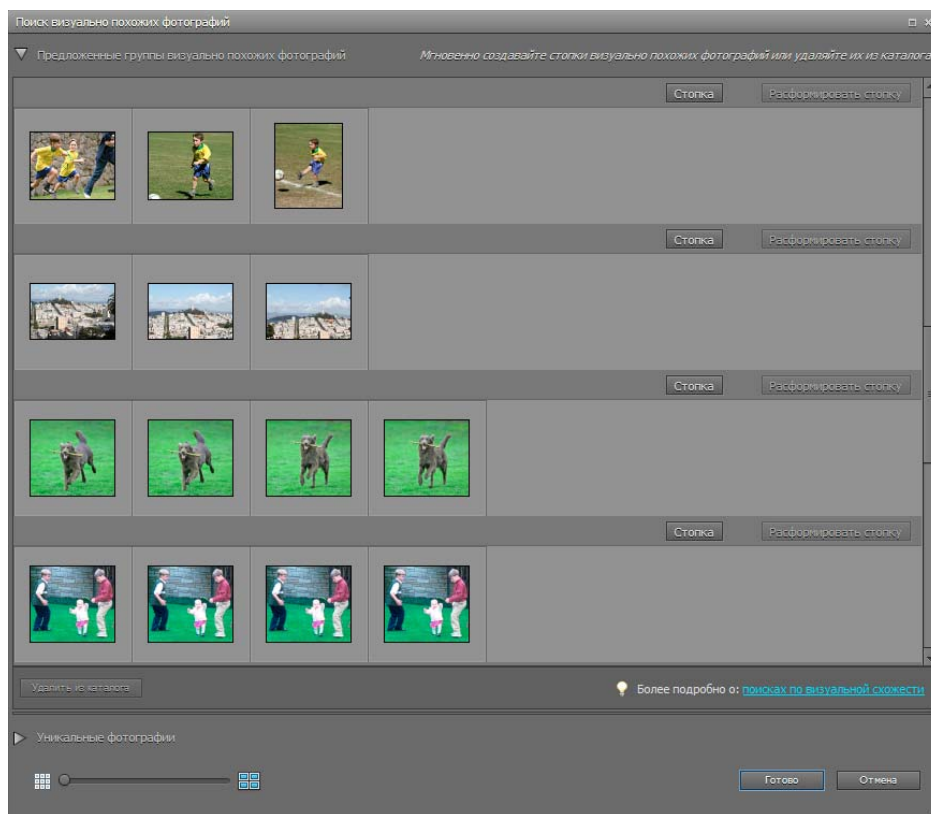 Поиск визуально похожих фотографий
Предложенные группы визуально похожих фотографий Мгновенно создавайте стопки визуально похожих фотографий или удаляйте их из каталога
Стопка Расформировать стопку
Стопка Расформировать стопку
Стопка Расформировать стопку
Стопка Расформировать стопку
Удалить из каталога Более подробно о: поисках по визуальной схожести
Уникальные фотографии
Готово Отмена